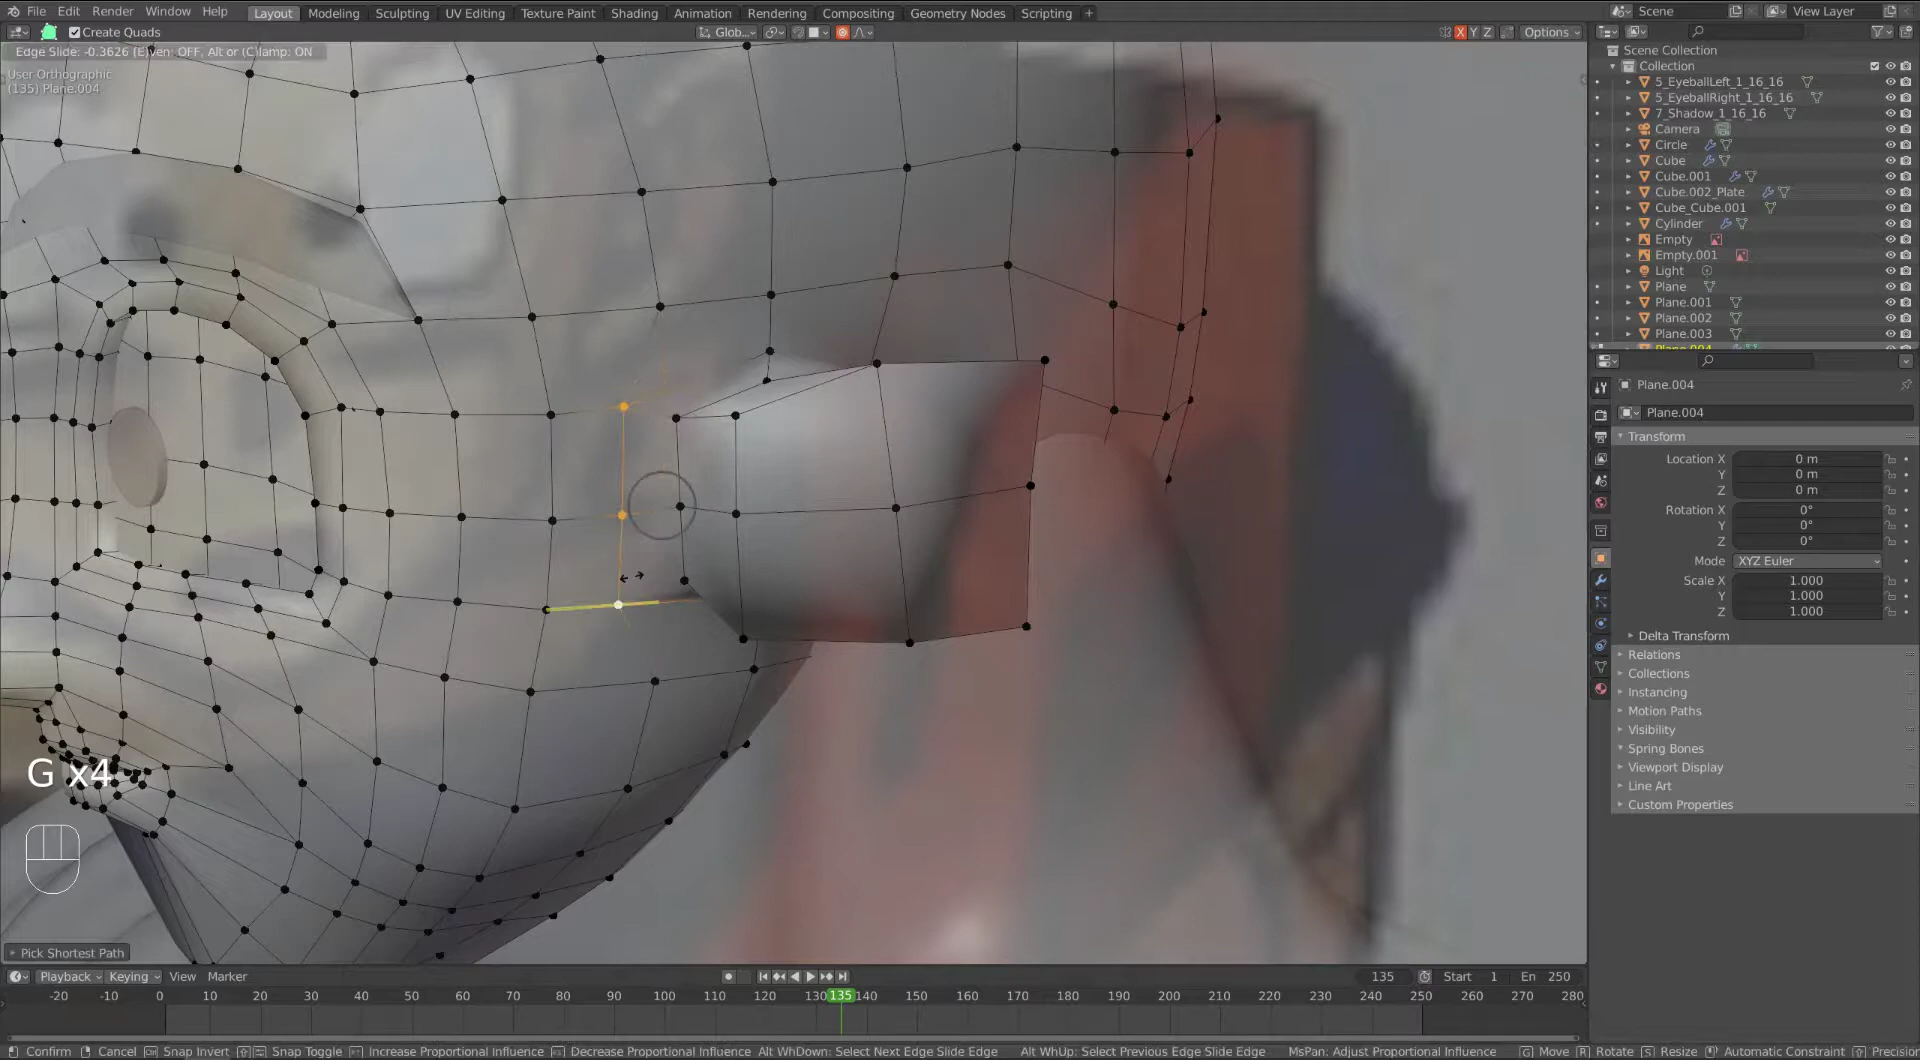 File Edit Render Window Help Layout Modeling Sculpting UV Editing Texture Paint Shading Animation Rendering Compositing Geometry Nodes Scripting + Scene View Layer
Create Quads Glob... X Y Z Options
Edge Slide: -0.3626 (E)ven: OFF, Alt or (C)lamp: ON
User Orthographic
(135) Plane.004
Scene Collection
Collection
5_EyeballLeft_1_16_16
5_EyeballRight_1_16_16
7_Shadow_1_16_16
Camera
Circle
Cube
Cube.001
Cube.002_Plate
Cube_Cube.001
Cylinder
Empty
Empty.001
Light
Plane
Plane.001
Plane.002
Plane.003
Plane.004
Plane.004
Plane.004
Transform
Location X 0 m
Y 0 m
Z 0 m
Rotation X 0°
Y 0°
Z 0°
Mode XYZ Euler
Scale X 1.000
Y 1.000
Z 1.000
Delta Transform
Relations
Collections
Instancing
Motion Paths
Visibility
Spring Bones
Viewport Display
Line Art
Custom Properties
G x4
Pick Shortest Path
Playback Keying View Marker 135 Start 1 En 250
-20 -10 0 10 20 30 40 50 60 70 80 90 100 110 120 130 135 140 150 160 170 180 190 200 210 220 230 240 250 260 270 280
Confirm Cancel Snap Invert Snap Toggle Increase Proportional Influence Decrease Proportional Influence Alt WhDown: Select Next Edge Slide Edge Alt WhUp: Select Previous Edge Slide Edge MsPan: Adjust Proportional Influence G Move R Rotate S Resize Automatic Constraint Precision